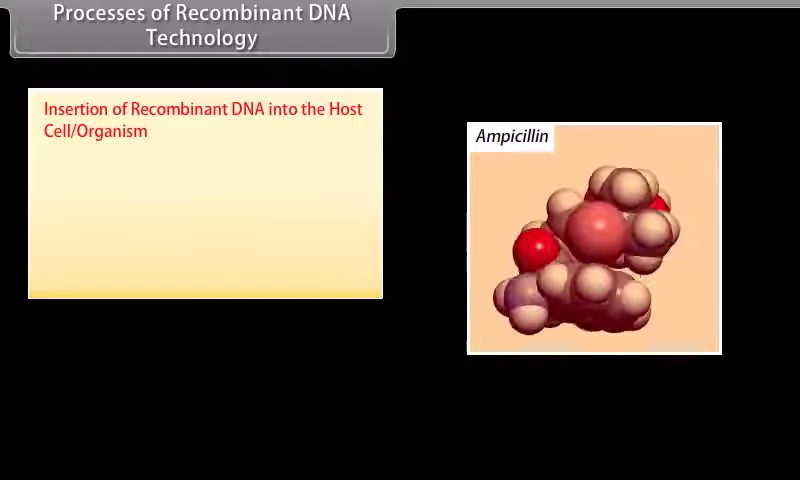 Processes of Recombinant DNA
Technology
Insertion of Recombinant DNA into the Host
Cell/Organism
Ampicillin